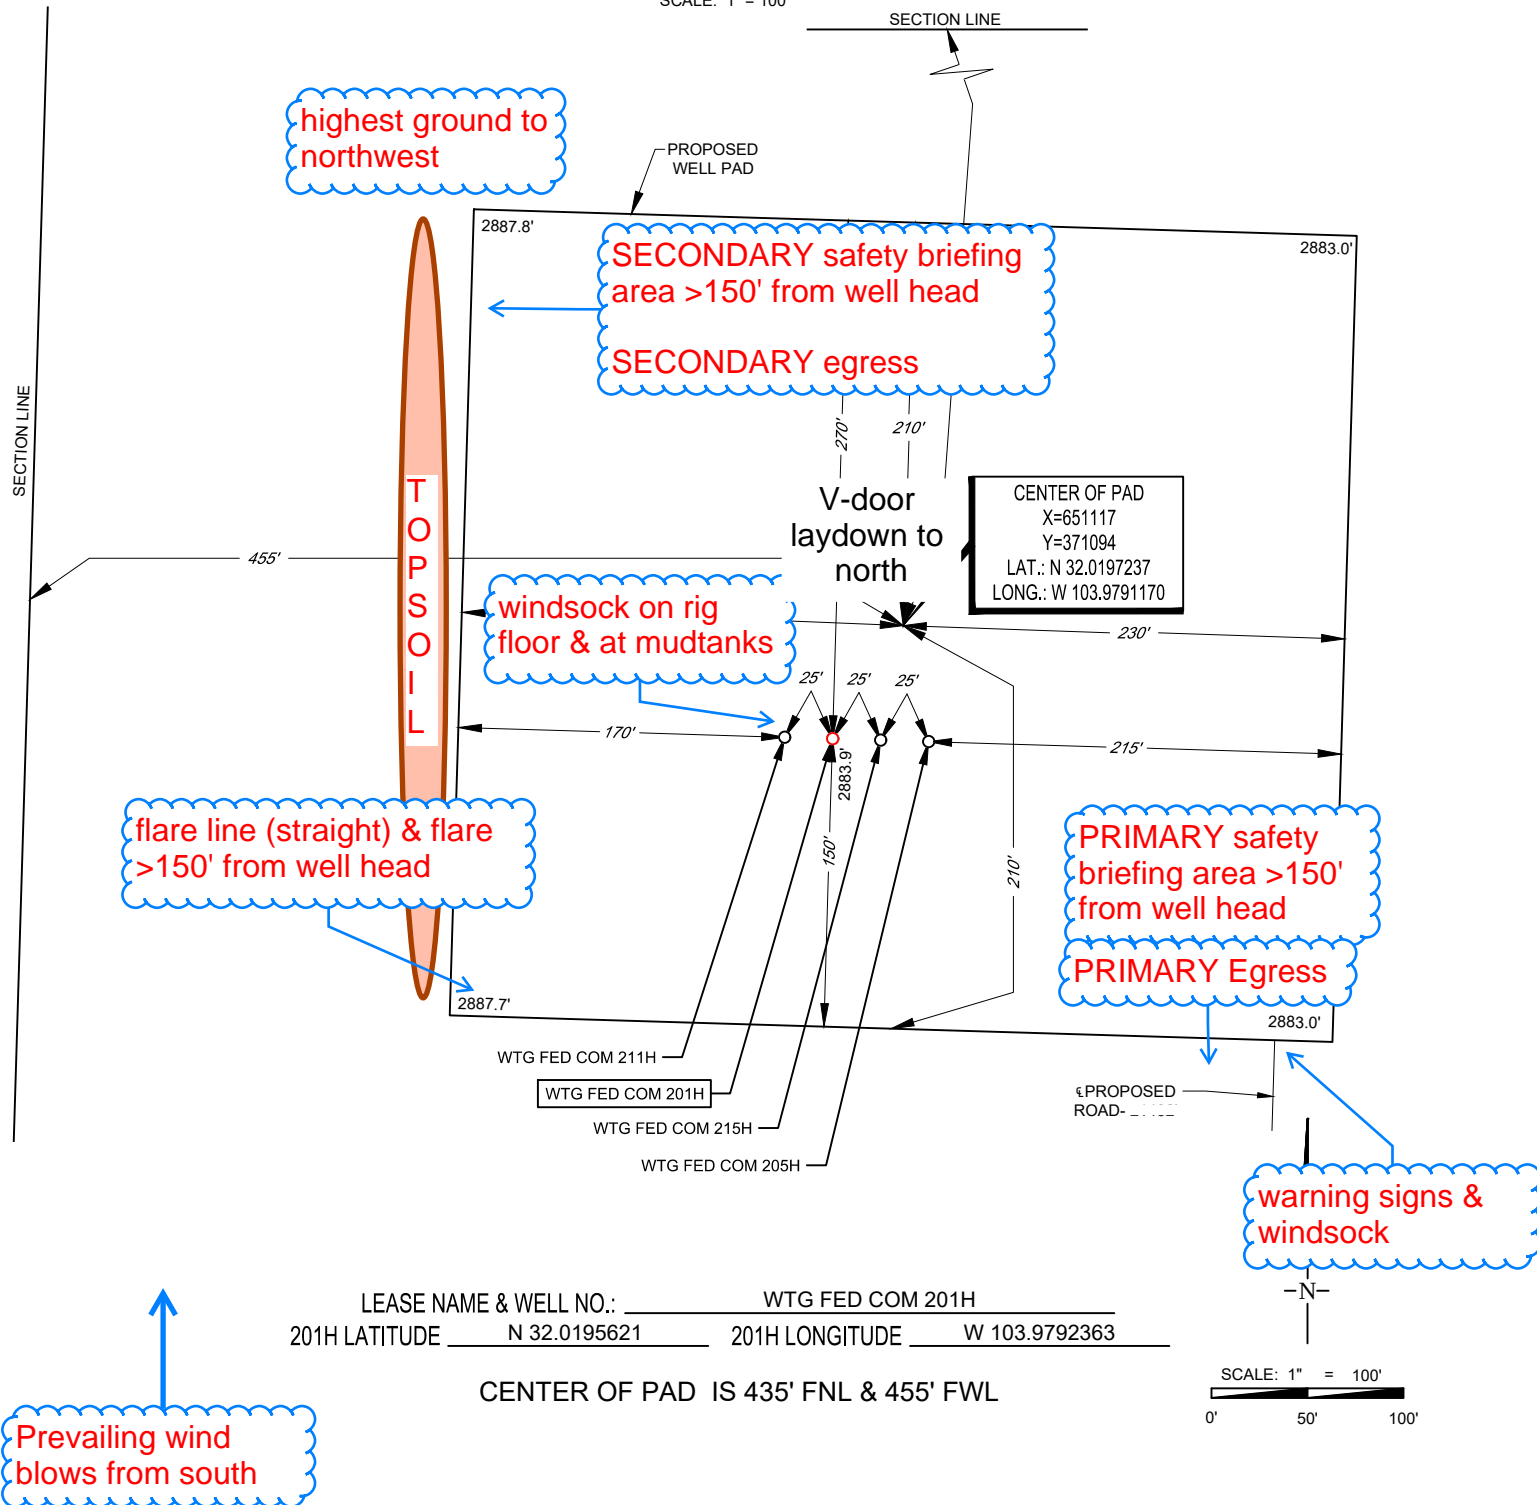 SCALE: 1" = 100'
SECTION LINE
highest ground to
northwest
PROPOSED
WELL PAD
2887.8'
2883.0'
SECONDARY safety briefing
area >150' from well head
SECONDARY egress
SECTION LINE
270'
210'
T
O
P
S
O
I
L
V-door
laydown to
north
CENTER OF PAD
X=651117
Y=371094
LAT.: N 32.0197237
LONG.: W 103.9791170
455'
windsock on rig
floor & at mudtanks
230'
25'
25'
25'
170'
215'
2883.9'
flare line (straight) & flare
>150' from well head
150'
210'
PRIMARY safety
briefing area >150'
from well head
PRIMARY Egress
2887.7'
2883.0'
WTG FED COM 211H
WTG FED COM 201H
WTG FED COM 215H
WTG FED COM 205H
℄ PROPOSED
ROAD-
warning signs &
windsock
N
LEASE NAME & WELL NO.: WTG FED COM 201H
201H LATITUDE N 32.0195621 201H LONGITUDE W 103.9792363
CENTER OF PAD IS 435' FNL & 455' FWL
SCALE: 1" = 100'
0' 50' 100'
Prevailing wind
blows from south